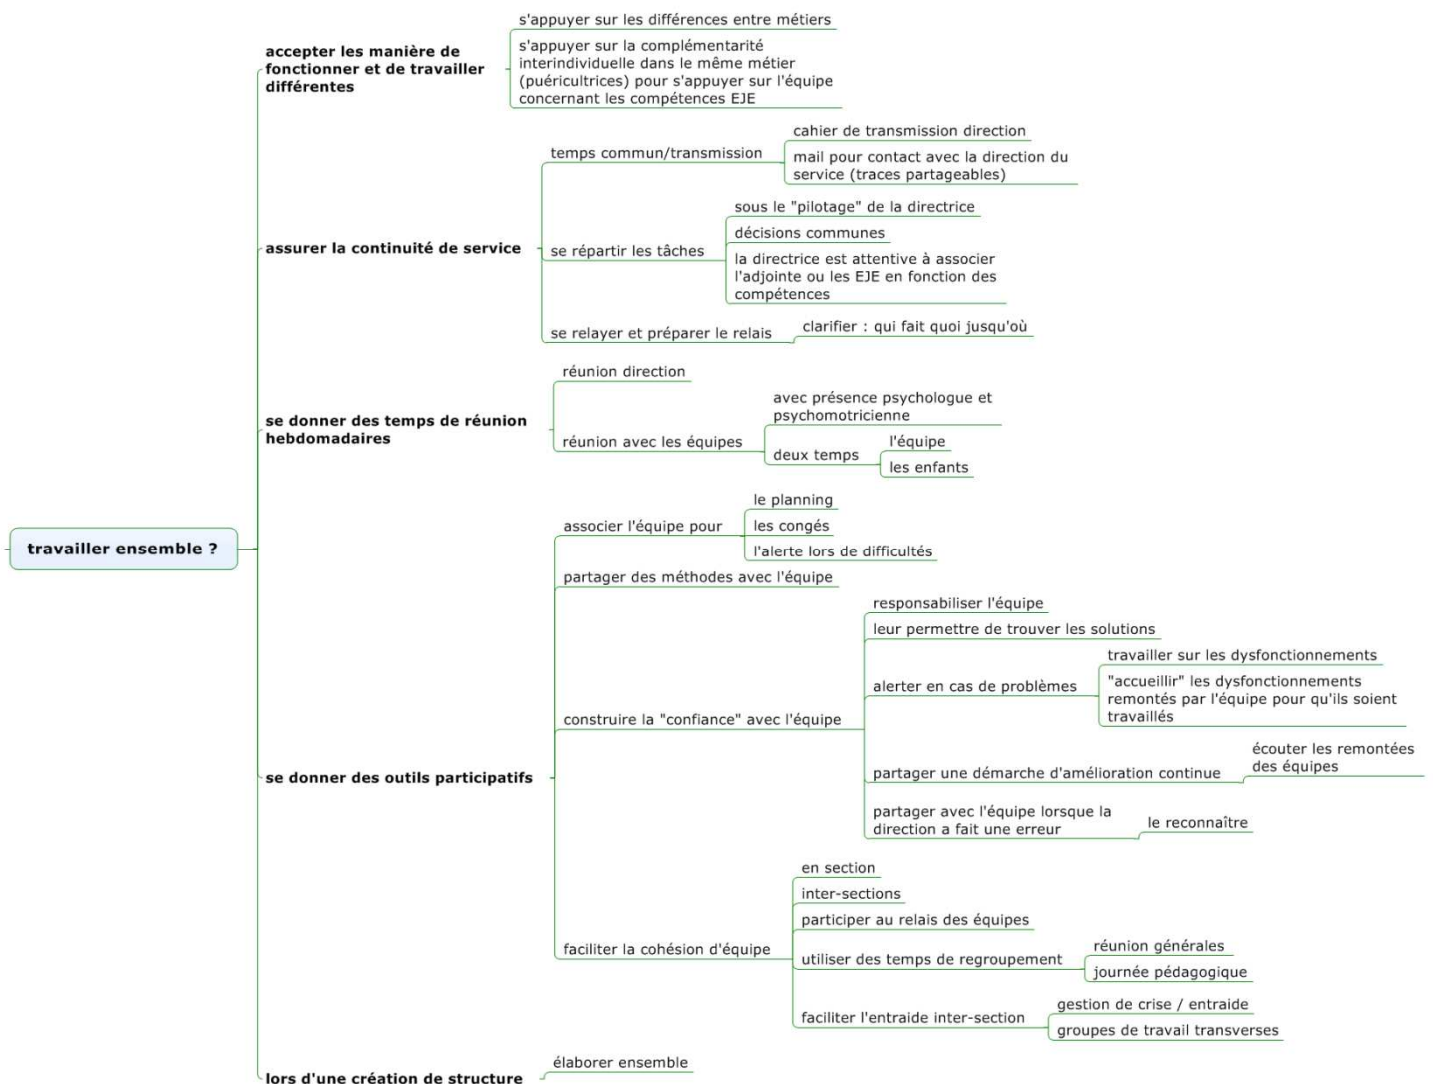 travailler ensemble ?
accepter les manière de
fonctionner et de travailler
différentes
s'appuyer sur les différences entre métiers
s'appuyer sur la complémentarité
interindividuelle dans le même métier
(puéricultrices) pour s'appuyer sur l'équipe
concernant les compétences EJE
assurer la continuité de service
temps commun/transmission
cahier de transmission direction
mail pour contact avec la direction du
service (traces partageables)
se répartir les tâches
sous le "pilotage" de la directrice
décisions communes
la directrice est attentive à associer
l'adjointe ou les EJE en fonction des
compétences
se relayer et préparer le relais
clarifier : qui fait quoi jusqu'où
se donner des temps de réunion
hebdomadaires
réunion direction
réunion avec les équipes
avec présence psychologue et
psychomotricienne
deux temps
l'équipe
les enfants
se donner des outils participatifs
associer l'équipe pour
le planning
les congés
l'alerte lors de difficultés
partager des méthodes avec l'équipe
construire la "confiance" avec l'équipe
responsabiliser l'équipe
leur permettre de trouver les solutions
alerter en cas de problèmes
travailler sur les dysfonctionnements
"accueillir" les dysfonctionnements
remontés par l'équipe pour qu'ils soient
travaillés
partager une démarche d'amélioration continue
écouter les remontées
des équipes
partager avec l'équipe lorsque la
direction a fait une erreur
le reconnaître
faciliter la cohésion d'équipe
en section
inter-sections
participer au relais des équipes
utiliser des temps de regroupement
réunion générales
journée pédagogique
faciliter l'entraide inter-section
gestion de crise / entraide
groupes de travail transverses
lors d'une création de structure
élaborer ensemble